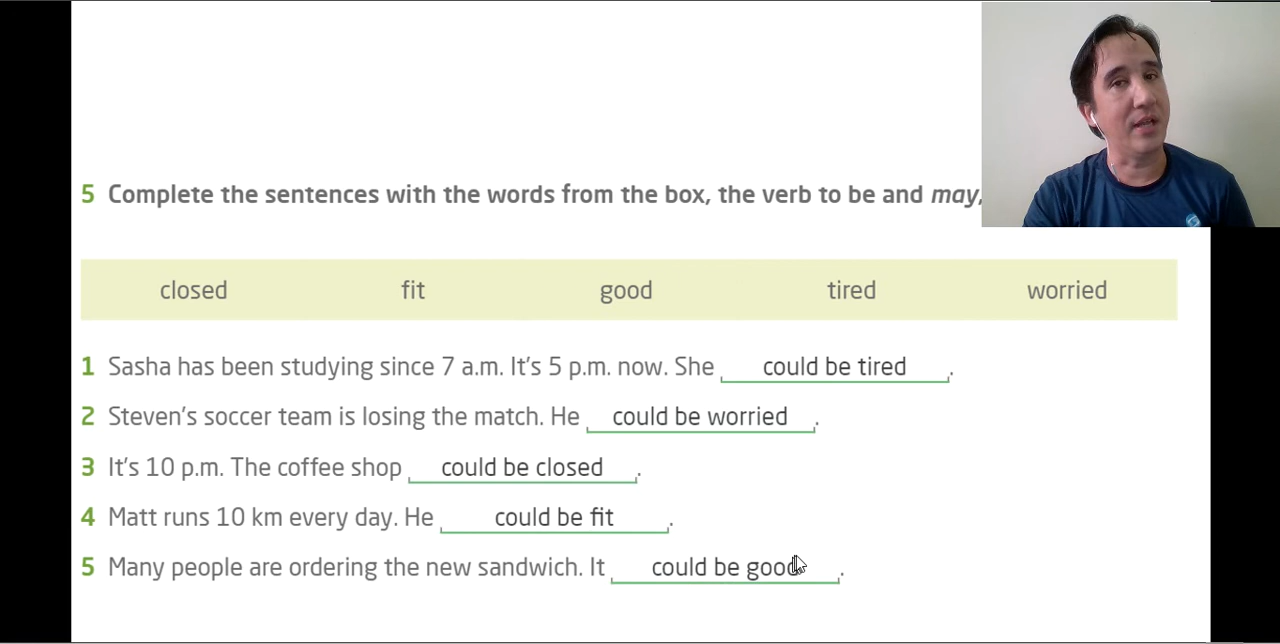 5 Complete the sentences with the words from the box, the verb to be and may,
closed fit good tired worried
1 Sasha has been studying since 7 a.m. It's 5 p.m. now. She could be tired.
2 Steven's soccer team is losing the match. He could be worried.
3 It's 10 p.m. The coffee shop could be closed.
4 Matt runs 10 km every day. He could be fit.
5 Many people are ordering the new sandwich. It could be good.